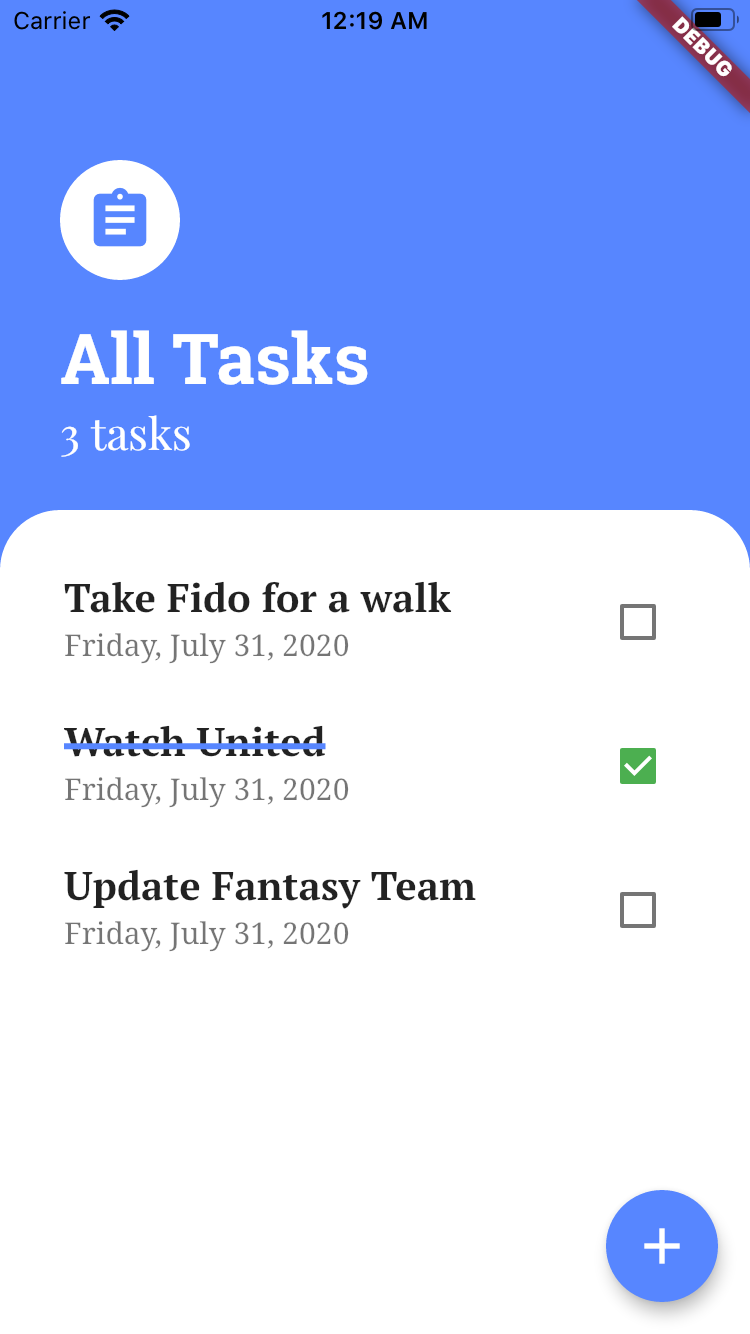 Carrier 12:19 AM
DEBUG
All Tasks
3 tasks
Take Fido for a walk
Friday, July 31, 2020
Watch United
Friday, July 31, 2020
Update Fantasy Team
Friday, July 31, 2020